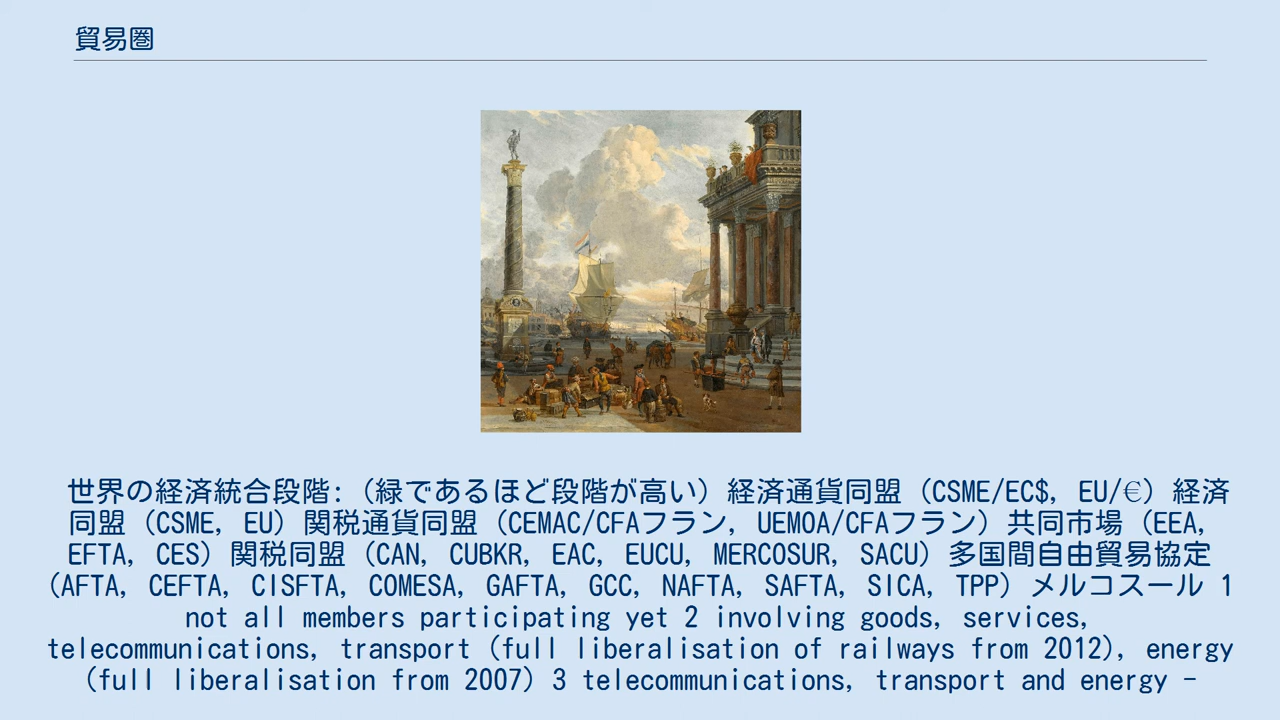 貿易圏
世界の経済統合段階:（緑であるほど段階が高い）経済通貨同盟（CSME/EC$, EU/€）経済
同盟（CSME, EU）関税通貨同盟（CEMAC/CFAフラン, UEMOA/CFAフラン）共同市場（EEA,
EFTA, CES）関税同盟（CAN, CUBKR, EAC, EUCU, MERCOSUR, SACU）多国間自由貿易協定
（AFTA, CEFTA, CISFTA, COMESA, GAFTA, GCC, NAFTA, SAFTA, SICA, TPP）メルコスール 1
not all members participating yet 2 involving goods, services,
telecommunications, transport (full liberalisation of railways from 2012), energy
(full liberalisation from 2007) 3 telecommunications, transport and energy -